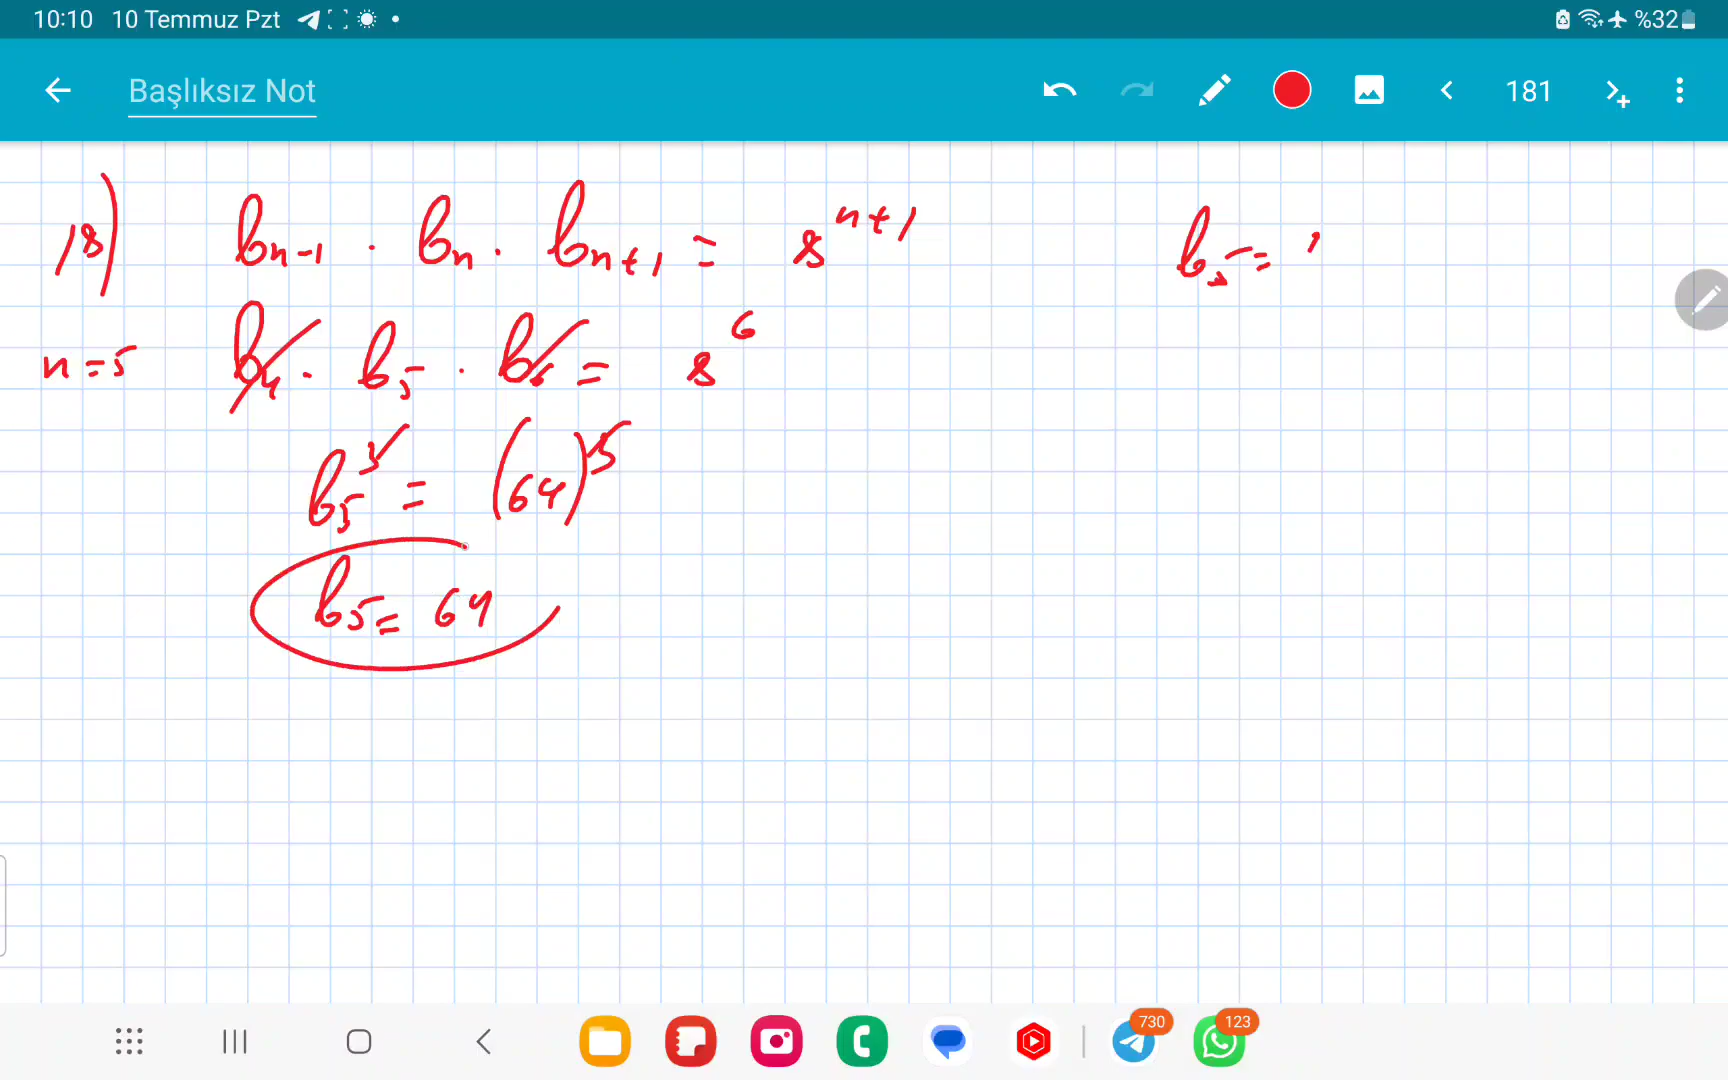 10:10 10 Temmuz Pzt %32
Başlıksız Not 181
18) bn-1 . bn . bn+1 = 8^n+1 b5 = ?
n=5 b4 . b5 . b6 = 8^6
b5^3 = (64)^3
b5 = 64
730 123